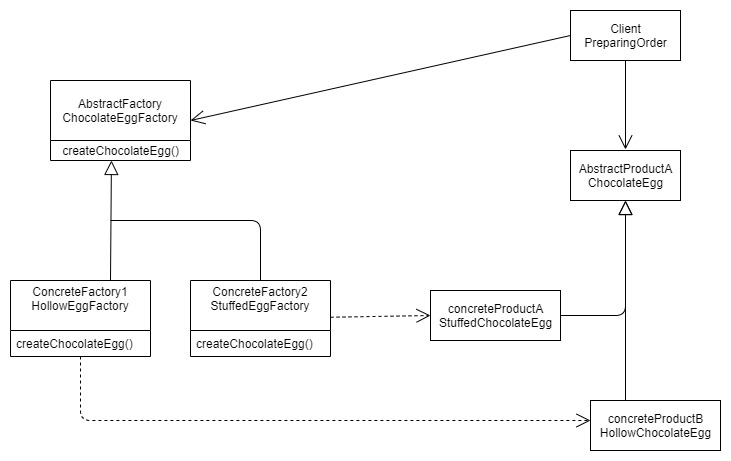 Client
PreparingOrder
AbstractFactory
ChocolateEggFactory
createChocolateEgg()
AbstractProductA
ChocolateEgg
ConcreteFactory1
HollowEggFactory
createChocolateEgg()
ConcreteFactory2
StuffedEggFactory
createChocolateEgg()
concreteProductA
StuffedChocolateEgg
concreteProductB
HollowChocolateEgg